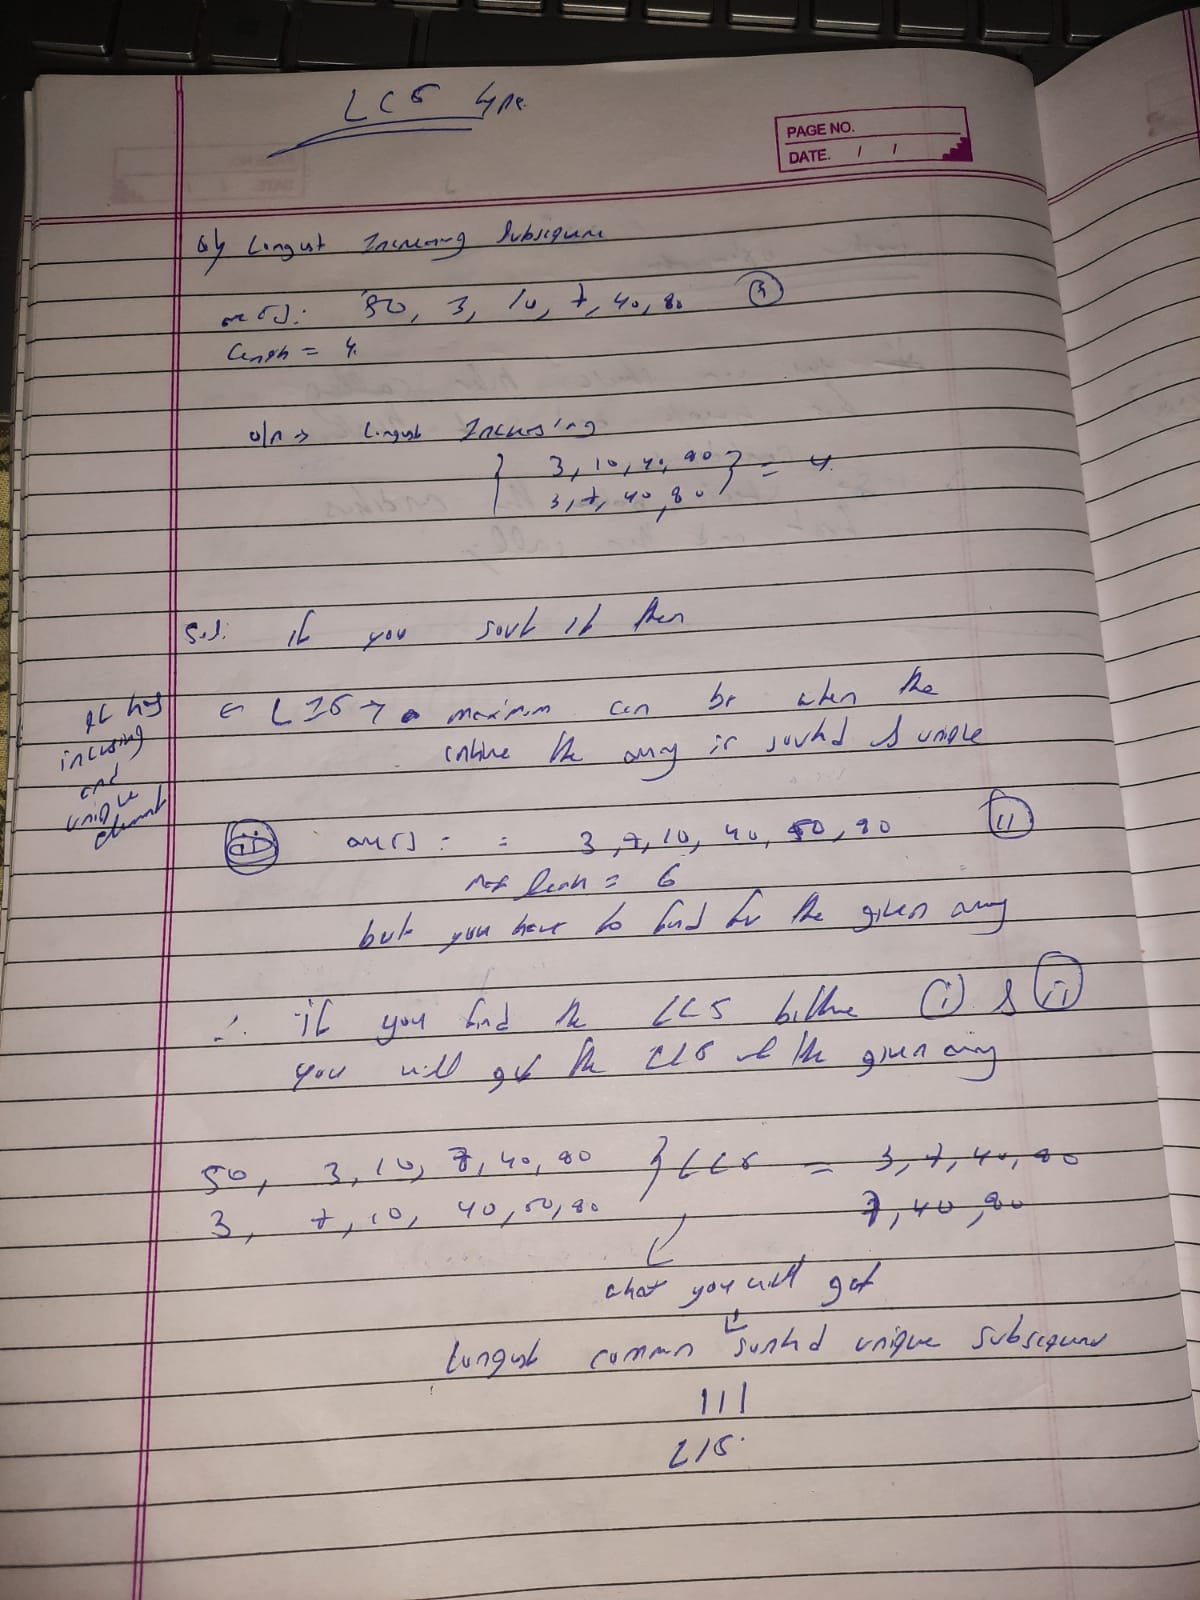 LCS type
PAGE NO.
DATE. / /
Q) Longest Increasing Subsequence
arr[]: 50, 3, 10, 7, 40, 80 (i)
Length = 4
o/p → Longest Increasing
{ 3, 10, 40, 80 } = 4
3, 7, 40, 80
Sol: if you sort it then
LIS → maximum can be when the
entire the array is sorted & unique
it has
increasing
and
unique
element
(ii) arr[] : = 3, 7, 10, 40, 50, 80 (ii)
max length = 6
but you have to find for the given array
∴ if you find the LCS between (i) & (ii)
you will get the LIS of the given array
50, 3, 10, 7, 40, 80 } LCS = 3, 7, 40, 80
3, 7, 10, 40, 50, 80 7, 40, 80
what you will get
Longest common sorted unique subsequence
|||
LIS.